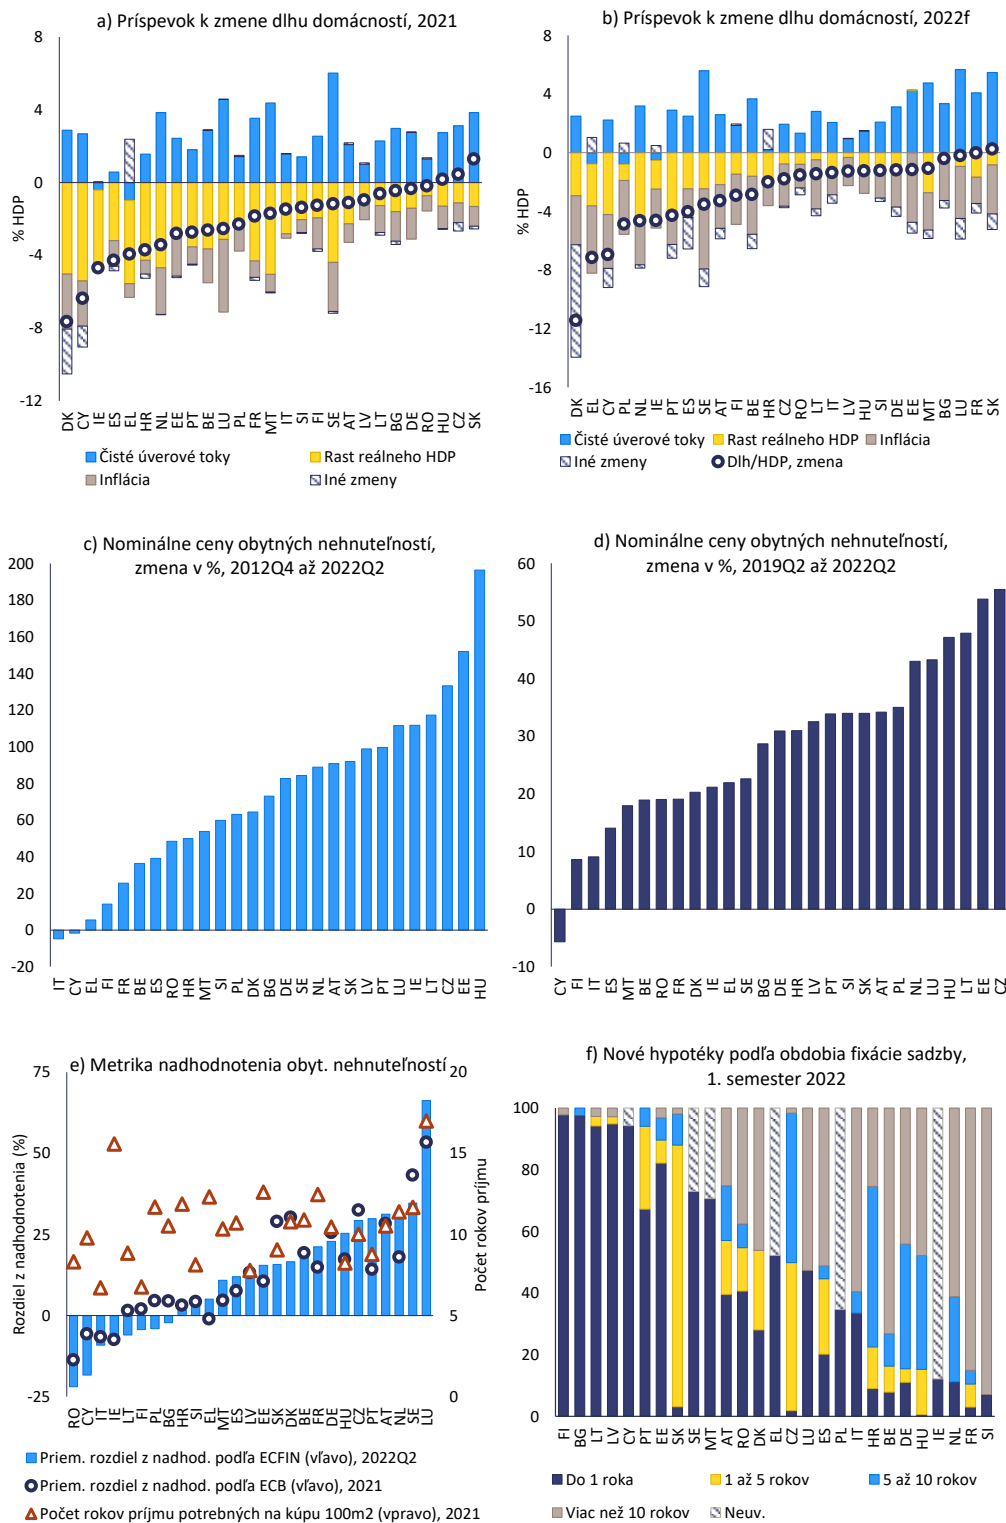 a) Príspevok k zmene dlhu domácností, 2021
8
4
0
-4
-8
-12
% HDP
DK CY IE ES EL HR NL EE PT BE LU PL FR MT IT SI FI SE AT LV LT BG DE RO HU CZ SK
Čisté úverové toky
Rast reálneho HDP
Inflácia
Iné zmeny
b) Príspevok k zmene dlhu domácností, 2022f
8
4
0
-4
-8
-12
-16
% HDP
DK EL CY PL NL IE PT ES SE AT FI BE HR CZ RO LT IT LV HU SI DE EE MT BG LU FR SK
Čisté úverové toky
Rast reálneho HDP
Inflácia
Iné zmeny
Dlh/HDP, zmena
c) Nominálne ceny obytných nehnuteľností,
zmena v %, 2012Q4 až 2022Q2
200
180
160
140
120
100
80
60
40
20
0
-20
IT CY EL FI FR BE ES RO HR MT SI PL DK BG DE SE NL AT SK LV PT LU IE LT CZ EE HU
d) Nominálne ceny obytných nehnuteľností,
zmena v %, 2019Q2 až 2022Q2
60
50
40
30
20
10
0
-10
CY FI IT ES MT BE RO FR DK IE EL SE BG DE HR LV PT SI SK AT PL NL LU HU LT EE CZ
e) Metrika nadhodnotenia obyt. nehnuteľností
75
50
25
0
-25
Rozdiel z nadhodnotenia (%)
20
15
10
5
0
Počet rokov príjmu
RO CY IT IE LT FI PL BG HR SI EL MT ES LV EE SK DK BE FR DE HU CZ PT AT NL SE LU
Priem. rozdiel z nadhod. podľa ECFIN (vľavo), 2022Q2
Priem. rozdiel z nadhod. podľa ECB (vľavo), 2021
Počet rokov príjmu potrebných na kúpu 100m2 (vpravo), 2021
f) Nové hypotéky podľa obdobia fixácie sadzby,
1. semester 2022
100
80
60
40
20
0
FI BG LT LV CY PT EE SK SE MT AT RO DK EL CZ LU ES PL IT HR BE DE HU IE NL FR SI
Do 1 roka
1 až 5 rokov
5 až 10 rokov
Viac než 10 rokov
Neuv.